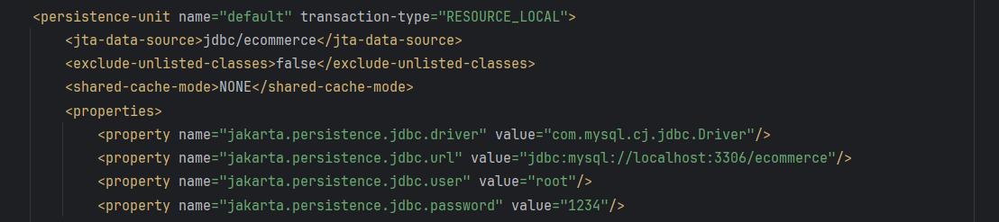 <persistence-unit name="default" transaction-type="RESOURCE_LOCAL">
<jta-data-source>jdbc/ecommerce</jta-data-source>
<exclude-unlisted-classes>false</exclude-unlisted-classes>
<shared-cache-mode>NONE</shared-cache-mode>
<properties>
<property name="jakarta.persistence.jdbc.driver" value="com.mysql.cj.jdbc.Driver"/>
<property name="jakarta.persistence.jdbc.url" value="jdbc:mysql://localhost:3306/ecommerce"/>
<property name="jakarta.persistence.jdbc.user" value="root"/>
<property name="jakarta.persistence.jdbc.password" value="1234"/>